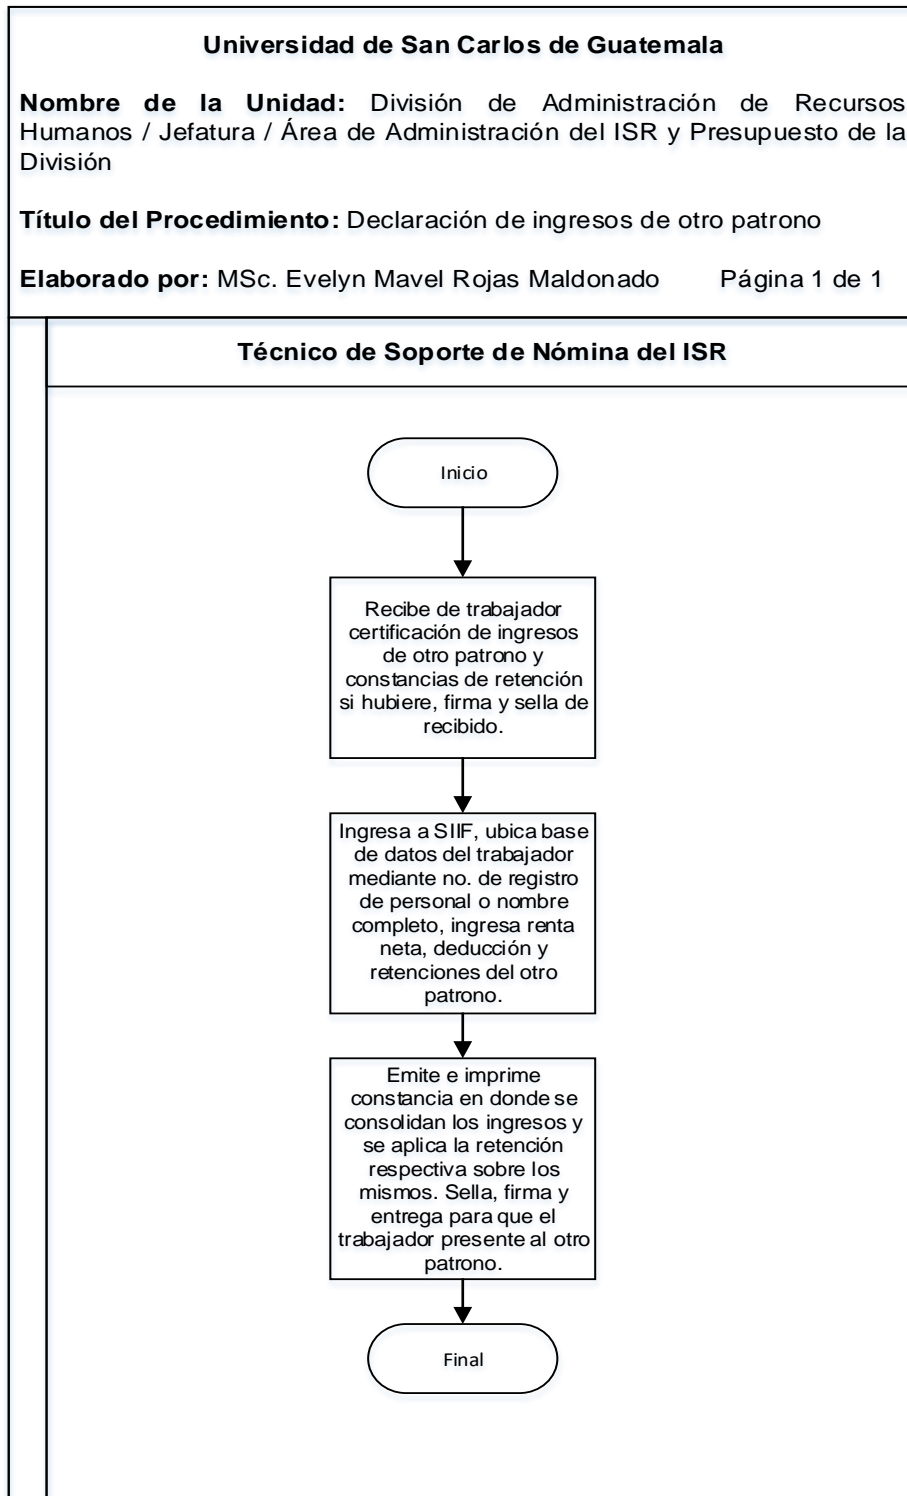 Universidad de San Carlos de Guatemala
Nombre de la Unidad: División de Administración de Recursos
Humanos / Jefatura / Área de Administración del ISR y Presupuesto de la
División
Título del Procedimiento: Declaración de ingresos de otro patrono
Elaborado por: MSc. Evelyn Mavel Rojas Maldonado Página 1 de 1
Técnico de Soporte de Nómina del ISR
Inicio
Recibe de trabajador
certificación de ingresos
de otro patrono y
constancias de retención
si hubiere, firma y sella de
recibido.
Ingresa a SIIF, ubica base
de datos del trabajador
mediante no. de registro
de personal o nombre
completo, ingresa renta
neta, deducción y
retenciones del otro
patrono.
Emite e imprime
constancia en donde se
consolidan los ingresos y
se aplica la retención
respectiva sobre los
mismos. Sella, firma y
entrega para que el
trabajador presente al otro
patrono.
Final